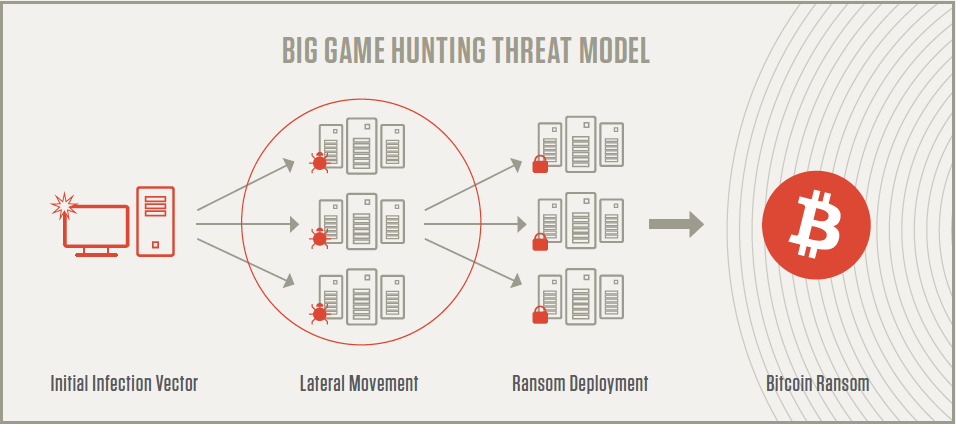 BIG GAME HUNTING THREAT MODEL
Initial Infection Vector
Lateral Movement
Ransom Deployment
Bitcoin Ransom